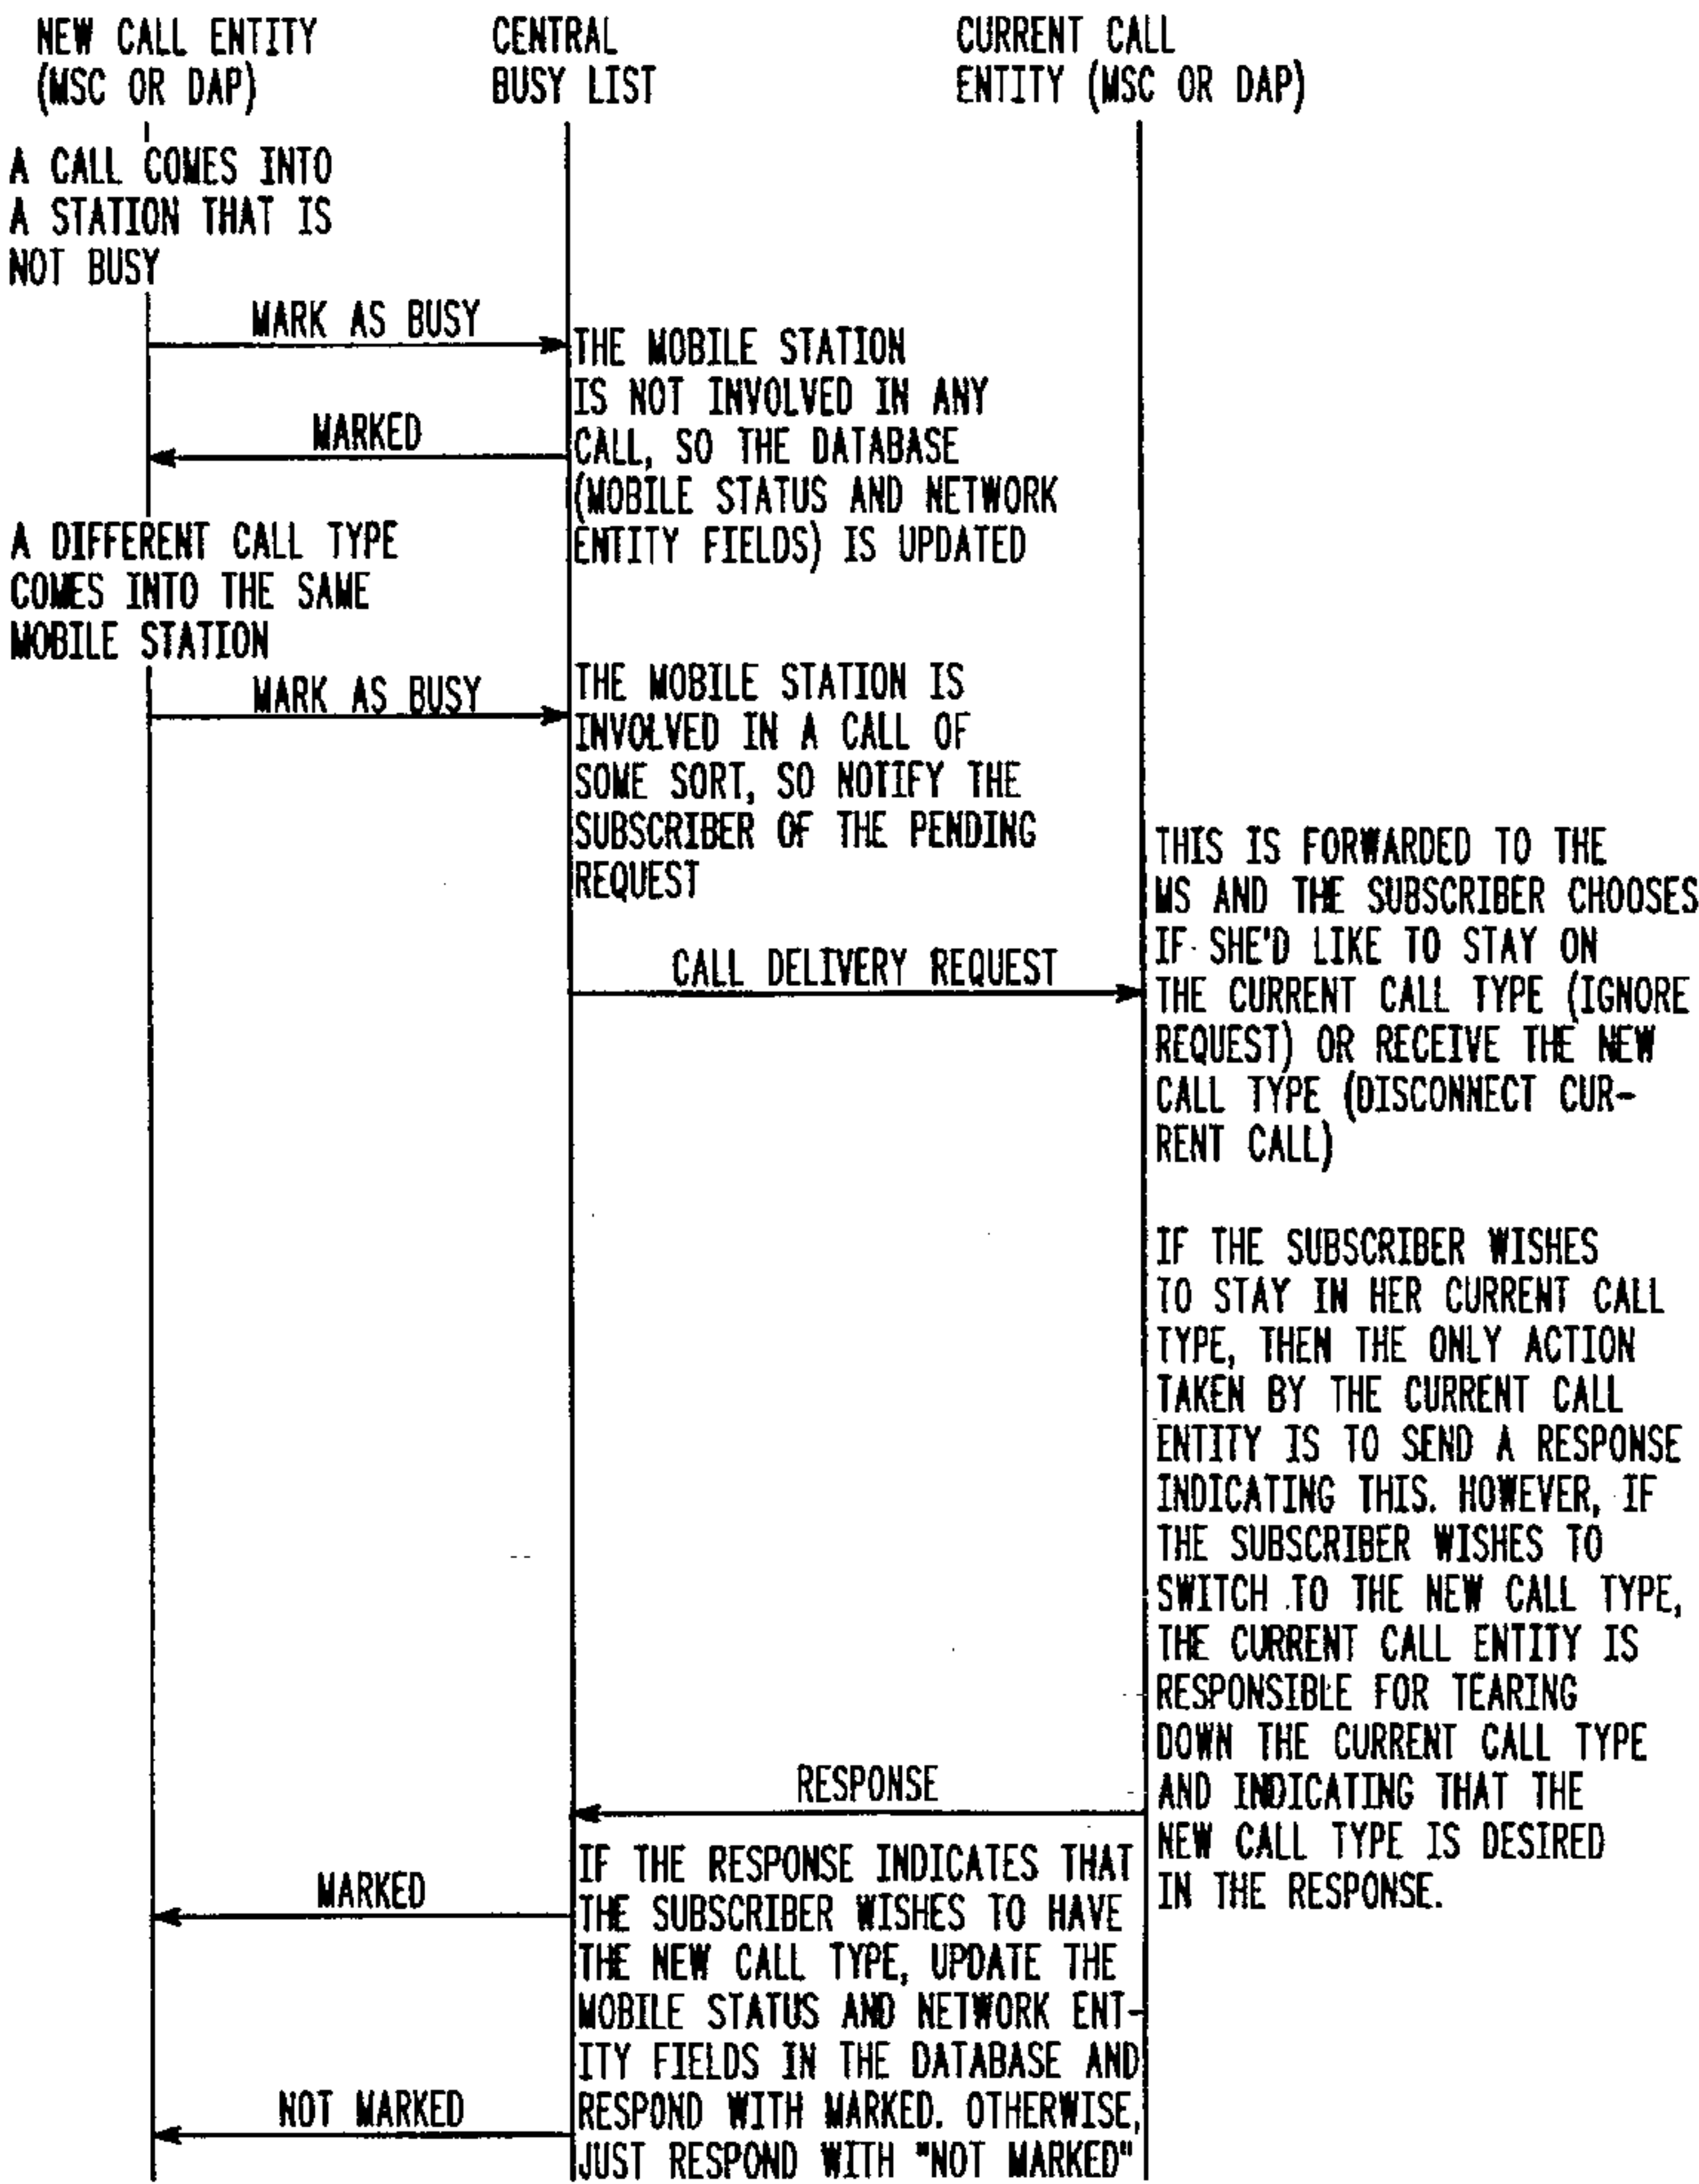 NEW CALL ENTITY
(MSC OR DAP)
CENTRAL
BUSY LIST
CURRENT CALL
ENTITY (MSC OR DAP)
A CALL COMES INTO
A STATION THAT IS
NOT BUSY
MARK AS BUSY
THE MOBILE STATION
IS NOT INVOLVED IN ANY
CALL, SO THE DATABASE
(MOBILE STATUS AND NETWORK
ENTITY FIELDS) IS UPDATED
MARKED
A DIFFERENT CALL TYPE
COMES INTO THE SAME
MOBILE STATION
MARK AS BUSY
THE MOBILE STATION IS
INVOLVED IN A CALL OF
SOME SORT, SO NOTIFY THE
SUBSCRIBER OF THE PENDING
REQUEST
CALL DELIVERY REQUEST
THIS IS FORWARDED TO THE
MS AND THE SUBSCRIBER CHOOSES
IF SHE'D LIKE TO STAY ON
THE CURRENT CALL TYPE (IGNORE
REQUEST) OR RECEIVE THE NEW
CALL TYPE (DISCONNECT CUR-
RENT CALL)
IF THE SUBSCRIBER WISHES
TO STAY IN HER CURRENT CALL
TYPE, THEN THE ONLY ACTION
TAKEN BY THE CURRENT CALL
ENTITY IS TO SEND A RESPONSE
INDICATING THIS. HOWEVER, IF
THE SUBSCRIBER WISHES TO
SWITCH TO THE NEW CALL TYPE,
THE CURRENT CALL ENTITY IS
RESPONSIBLE FOR TEARING
DOWN THE CURRENT CALL TYPE
AND INDICATING THAT THE
NEW CALL TYPE IS DESIRED
IN THE RESPONSE.
RESPONSE
IF THE RESPONSE INDICATES THAT
THE SUBSCRIBER WISHES TO HAVE
THE NEW CALL TYPE, UPDATE THE
MOBILE STATUS AND NETWORK ENT-
ITY FIELDS IN THE DATABASE AND
RESPOND WITH MARKED. OTHERWISE,
JUST RESPOND WITH "NOT MARKED"
MARKED
NOT MARKED